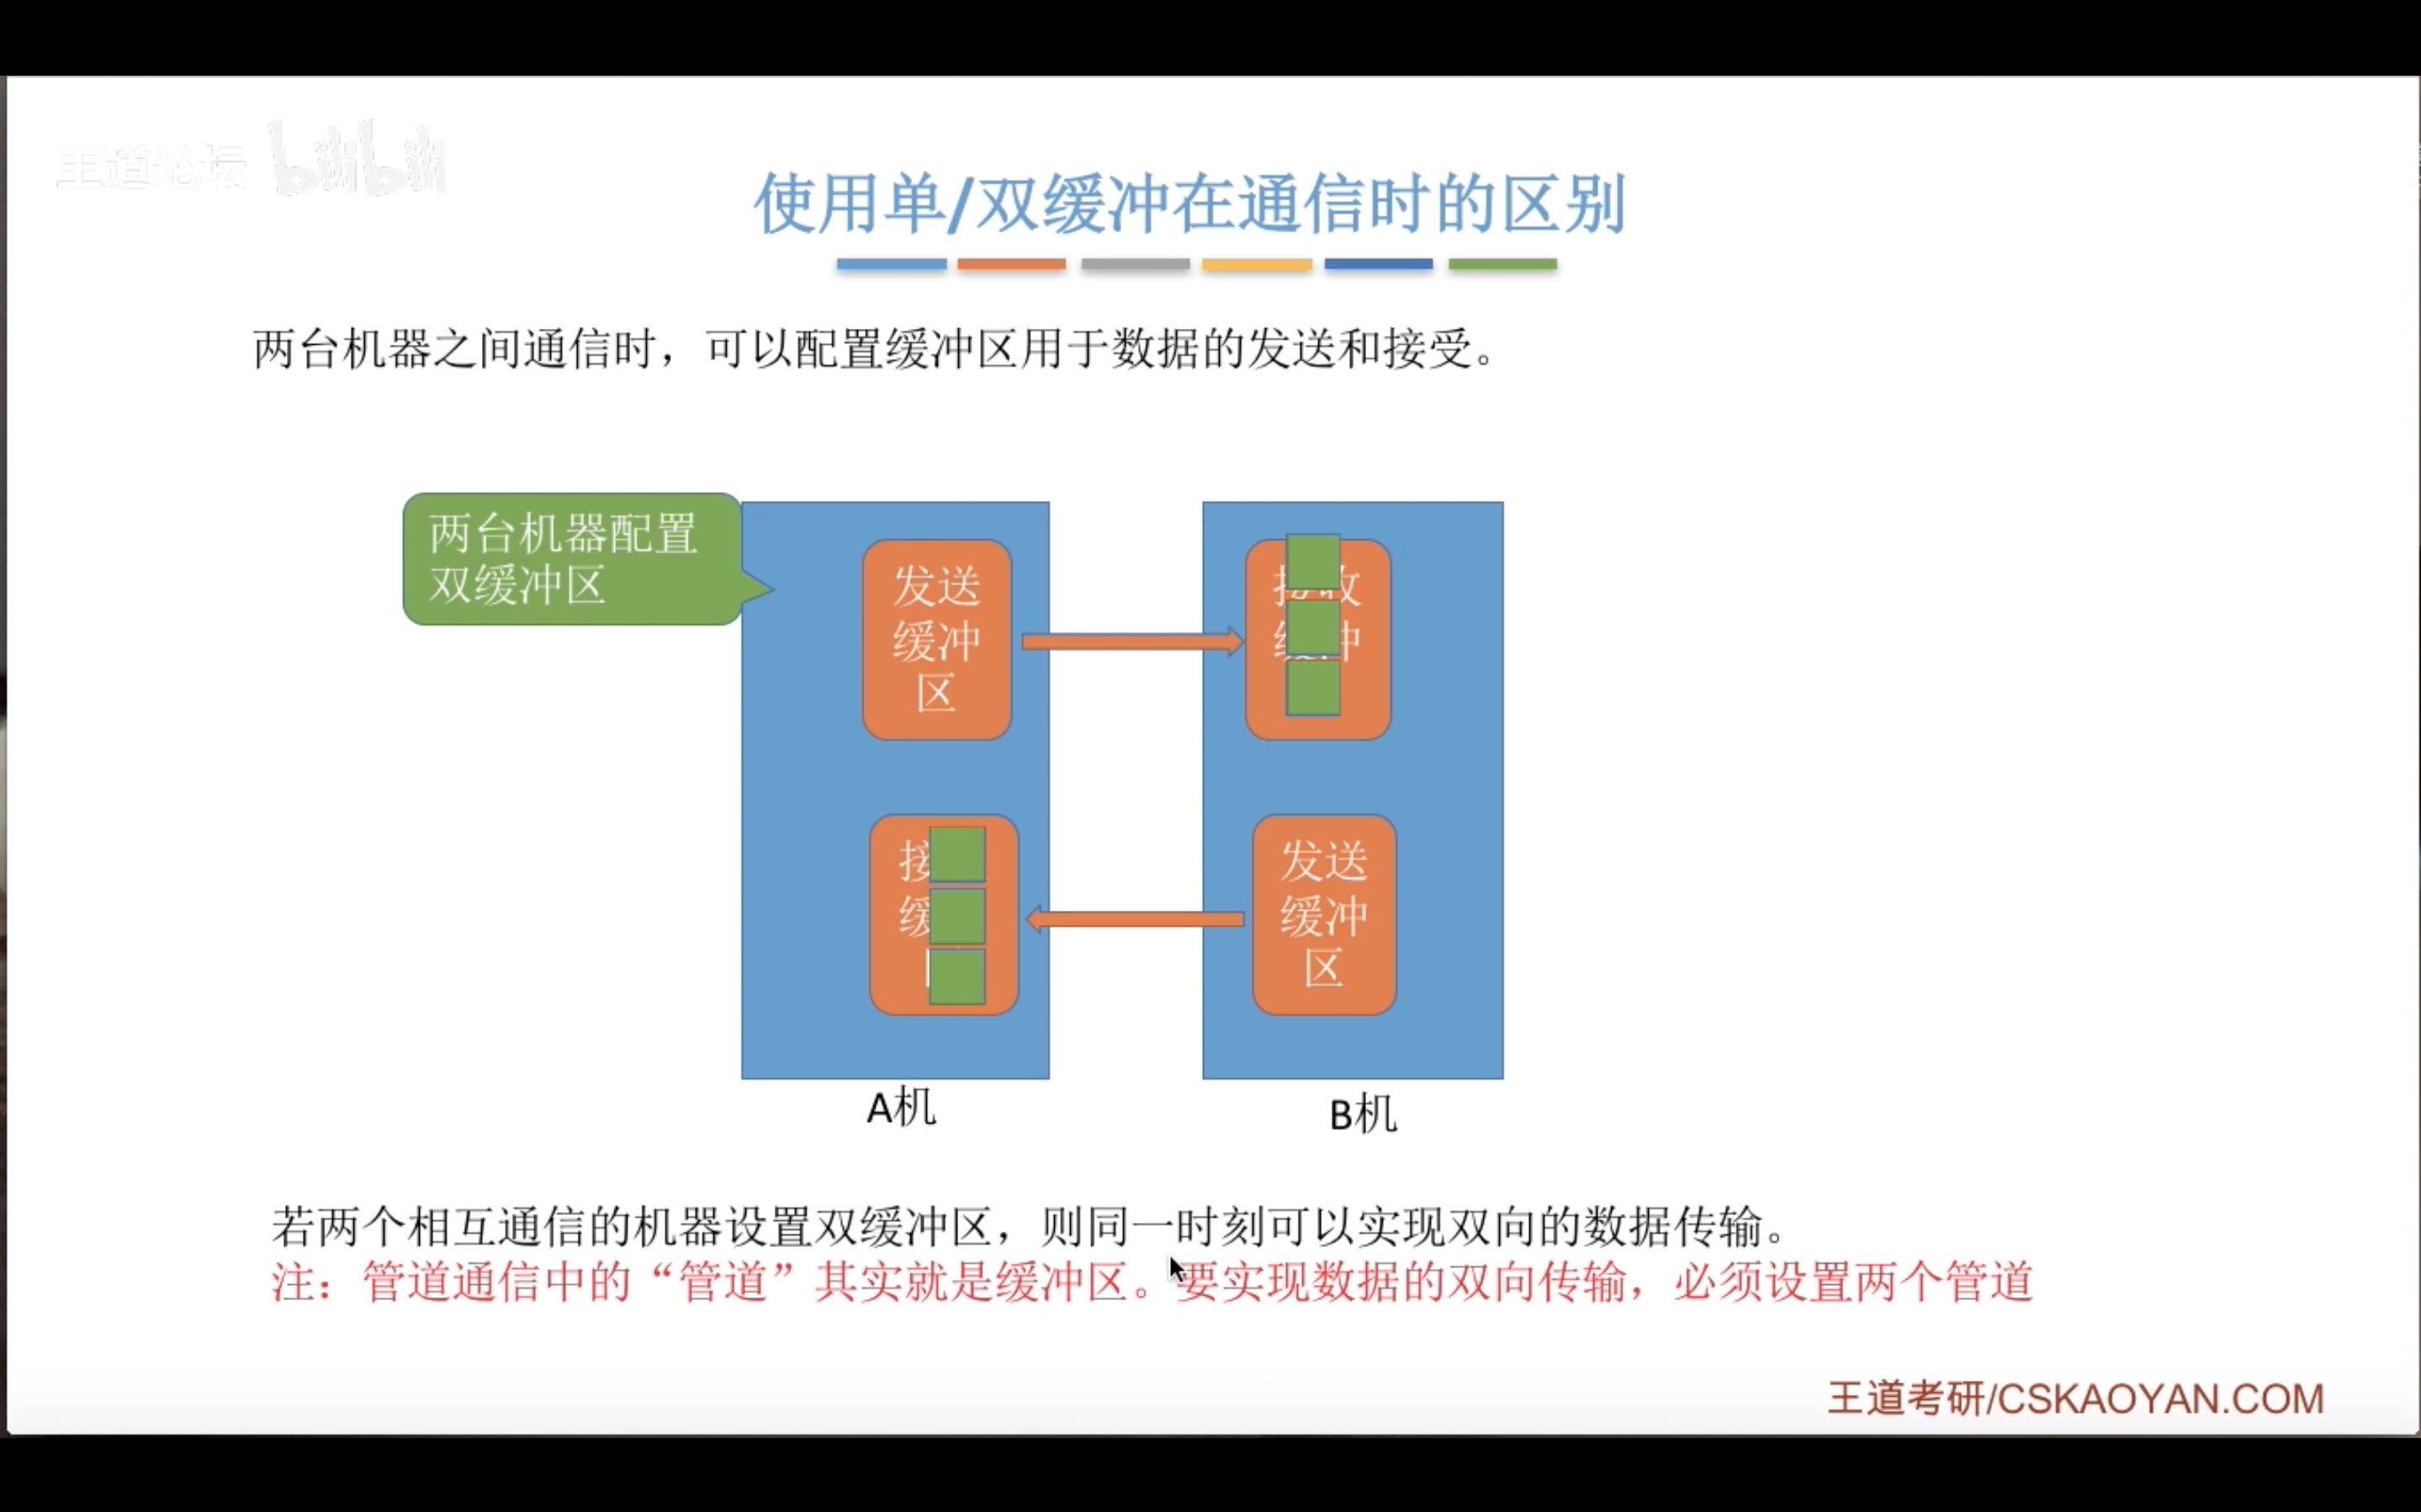 王道论坛 bilibili
使用单/双缓冲在通信时的区别
两台机器之间通信时，可以配置缓冲区用于数据的发送和接受。
两台机器配置
双缓冲区
发送
缓冲
区
收
冲
接
缓
发送
缓冲
区
A机
B机
若两个相互通信的机器设置双缓冲区，则同一时刻可以实现双向的数据传输。
注：管道通信中的“管道”其实就是缓冲区。要实现数据的双向传输，必须设置两个管道
王道考研/CSKAOYAN.COM